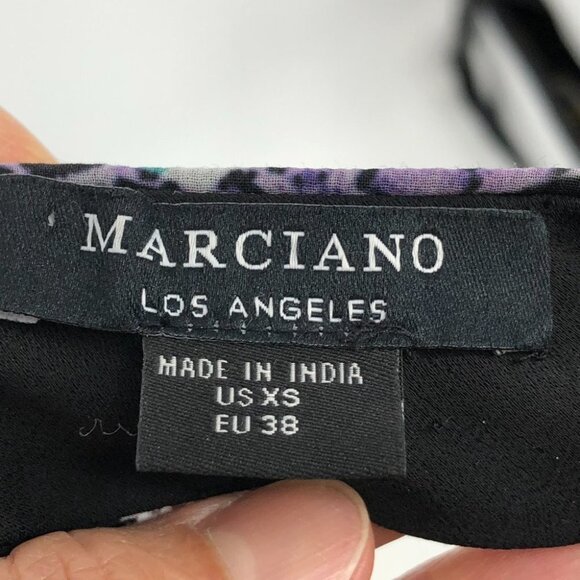 MARCIANO
LOS ANGELES
MADE IN INDIA
US XS
EU 38